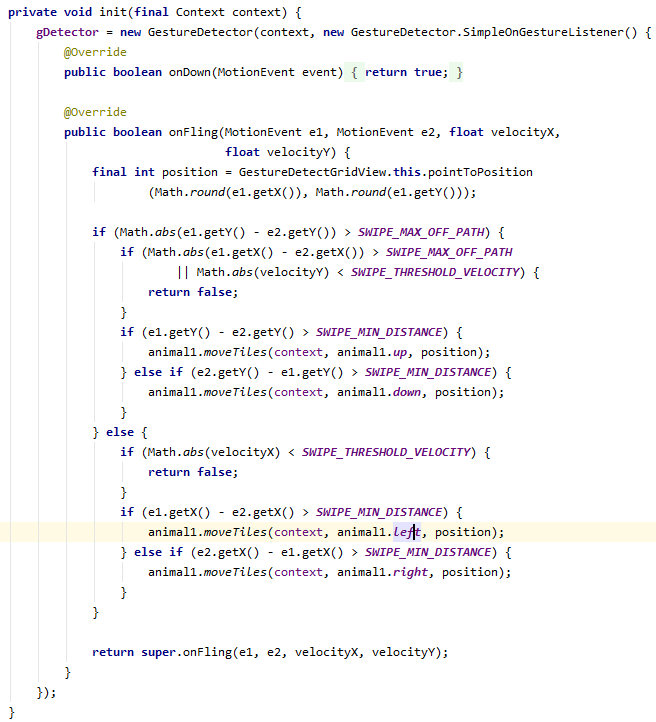 private void init(final Context context) {
    gDetector = new GestureDetector(context, new GestureDetector.SimpleOnGestureListener() {
        @Override
        public boolean onDown(MotionEvent event) { return true; }

        @Override
        public boolean onFling(MotionEvent e1, MotionEvent e2, float velocityX,
                               float velocityY) {
            final int position = GestureDetectGridView.this.pointToPosition
                    (Math.round(e1.getX()), Math.round(e1.getY()));

            if (Math.abs(e1.getY() - e2.getY()) > SWIPE_MAX_OFF_PATH) {
                if (Math.abs(e1.getX() - e2.getX()) > SWIPE_MAX_OFF_PATH
                        || Math.abs(velocityY) < SWIPE_THRESHOLD_VELOCITY) {
                    return false;
                }
                if (e1.getY() - e2.getY() > SWIPE_MIN_DISTANCE) {
                    animal1.moveTiles(context, animal1.up, position);
                } else if (e2.getY() - e1.getY() > SWIPE_MIN_DISTANCE) {
                    animal1.moveTiles(context, animal1.down, position);
                }
            } else {
                if (Math.abs(velocityX) < SWIPE_THRESHOLD_VELOCITY) {
                    return false;
                }
                if (e1.getX() - e2.getX() > SWIPE_MIN_DISTANCE) {
                    animal1.moveTiles(context, animal1.left, position);
                } else if (e2.getX() - e1.getX() > SWIPE_MIN_DISTANCE) {
                    animal1.moveTiles(context, animal1.right, position);
                }
            }

            return super.onFling(e1, e2, velocityX, velocityY);
        }
    });
}